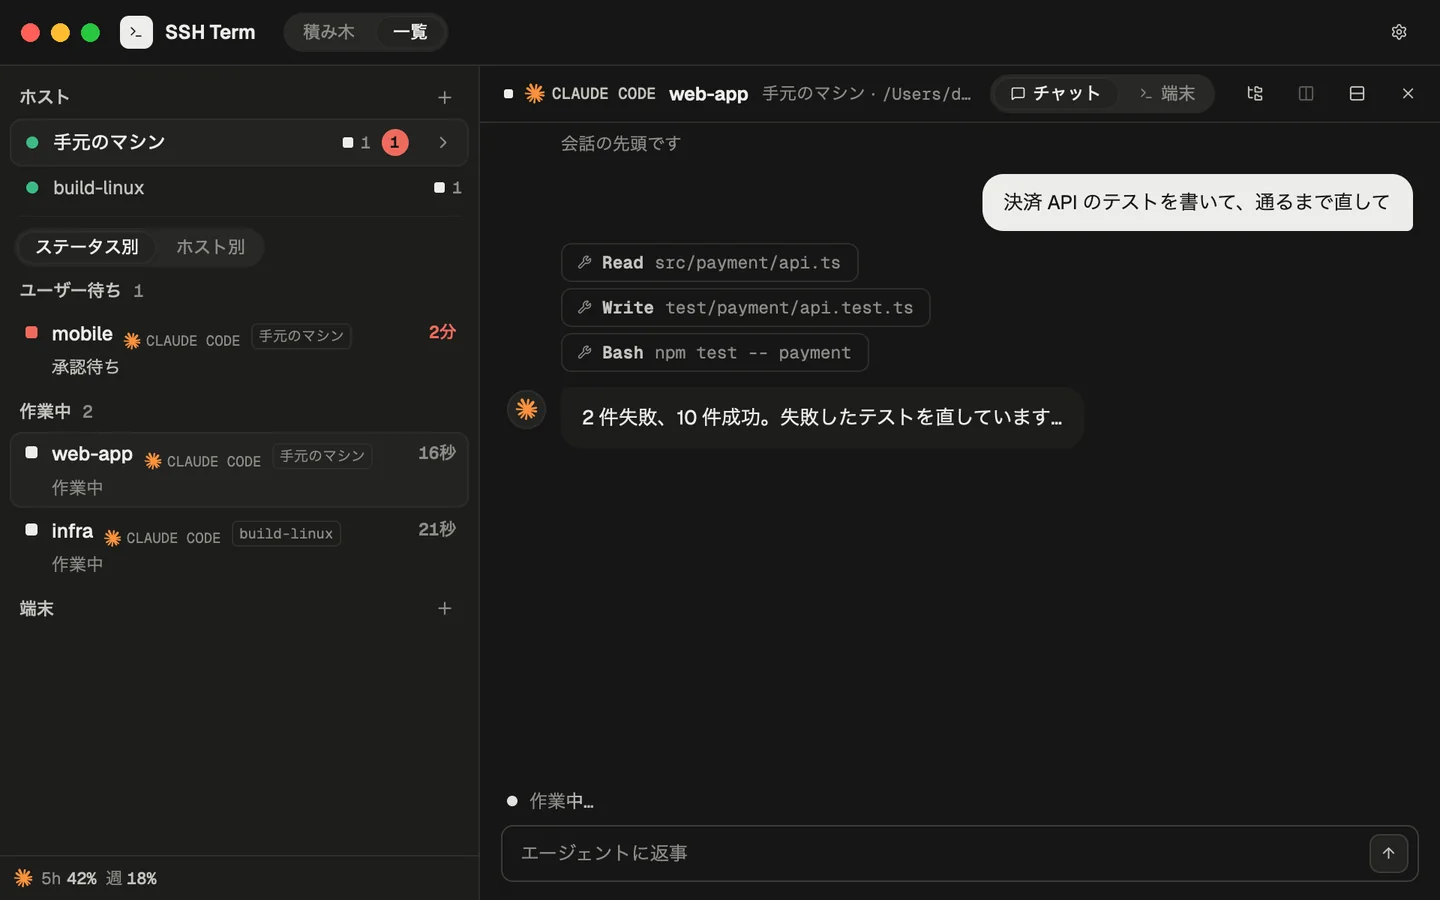 SSH Term 積み木 一覧
ホスト
手元のマシン 1 1
build-linux 1
ステータス別 ホスト別
ユーザー待ち 1
mobile CLAUDE CODE 手元のマシン 2分
承認待ち
作業中 2
web-app CLAUDE CODE 手元のマシン 16秒
作業中
infra CLAUDE CODE build-linux 21秒
作業中
端末
5h 42% 週 18%
CLAUDE CODE web-app 手元のマシン · /Users/d… チャット 端末
会話の先頭です
決済 API のテストを書いて、通るまで直して
Read src/payment/api.ts
Write test/payment/api.test.ts
Bash npm test -- payment
2 件失敗、10 件成功。失敗したテストを直しています…
作業中…
エージェントに返事